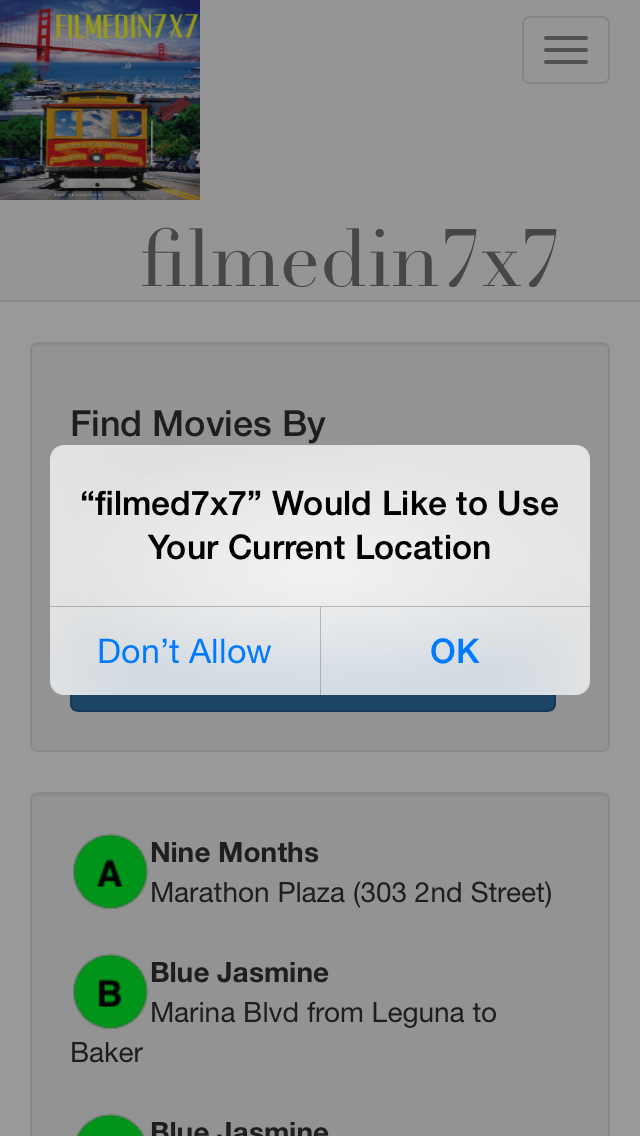 FILMEDIN7X7
filmedin7x7
Find Movies By
“filmed7x7” Would Like to Use
Your Current Location
Don’t Allow
OK
A
Nine Months
Marathon Plaza (303 2nd Street)
B
Blue Jasmine
Marina Blvd from Leguna to
Baker
Blue Jasmine